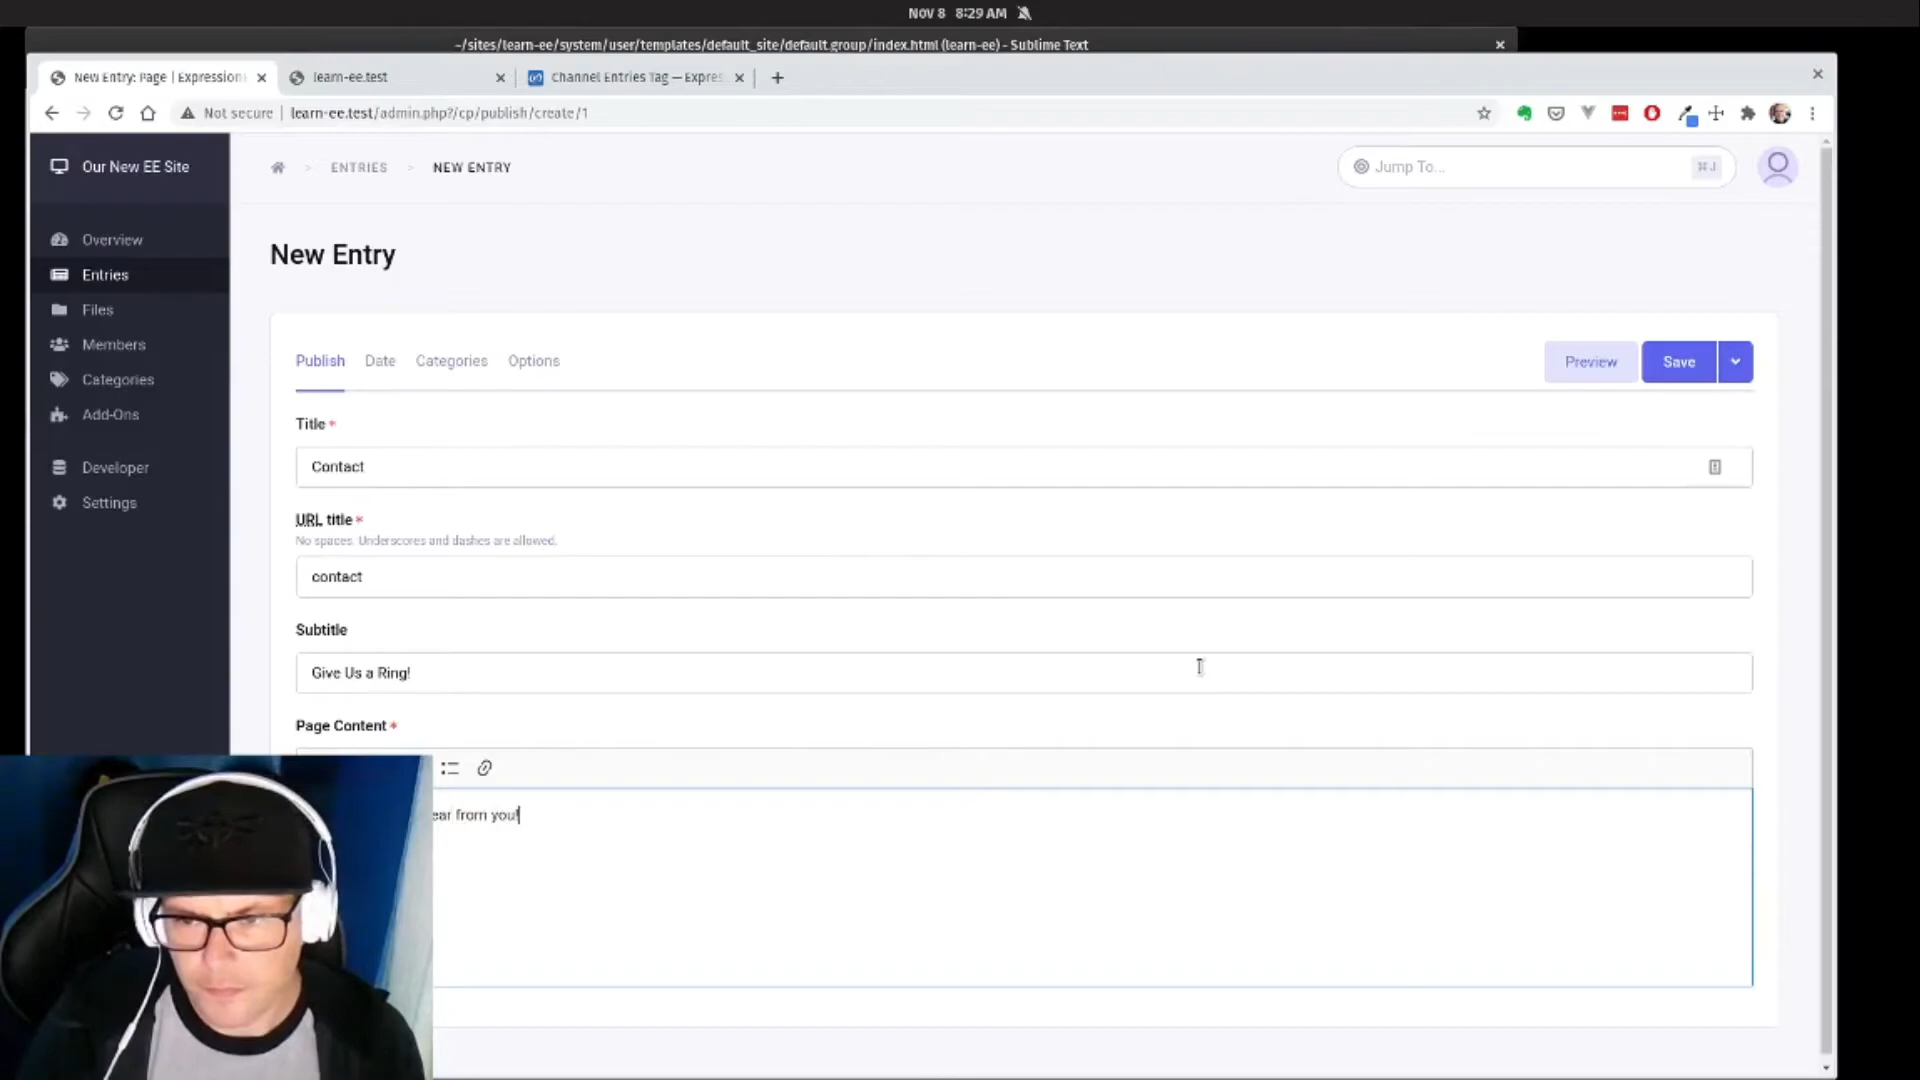 Nov 8 8:29 AM
~/sites/learn-ee/system/user/templates/default_site/default.group/index.html (learn-ee) - Sublime Text
New Entry: Page | Expression
learn-ee.test
Channel Entries Tag — Expres
Not secure learn-ee.test/admin.php?/cp/publish/create/1
Our New EE Site
ENTRIES > NEW ENTRY
Jump To...
⌘J
Overview
Entries
Files
Members
Categories
Add-Ons
Developer
Settings
New Entry
Publish Date Categories Options
Preview Save
Title *
Contact
URL title *
No spaces. Underscores and dashes are allowed.
contact
Subtitle
Give Us a Ring!
Page Content *
ear from you!